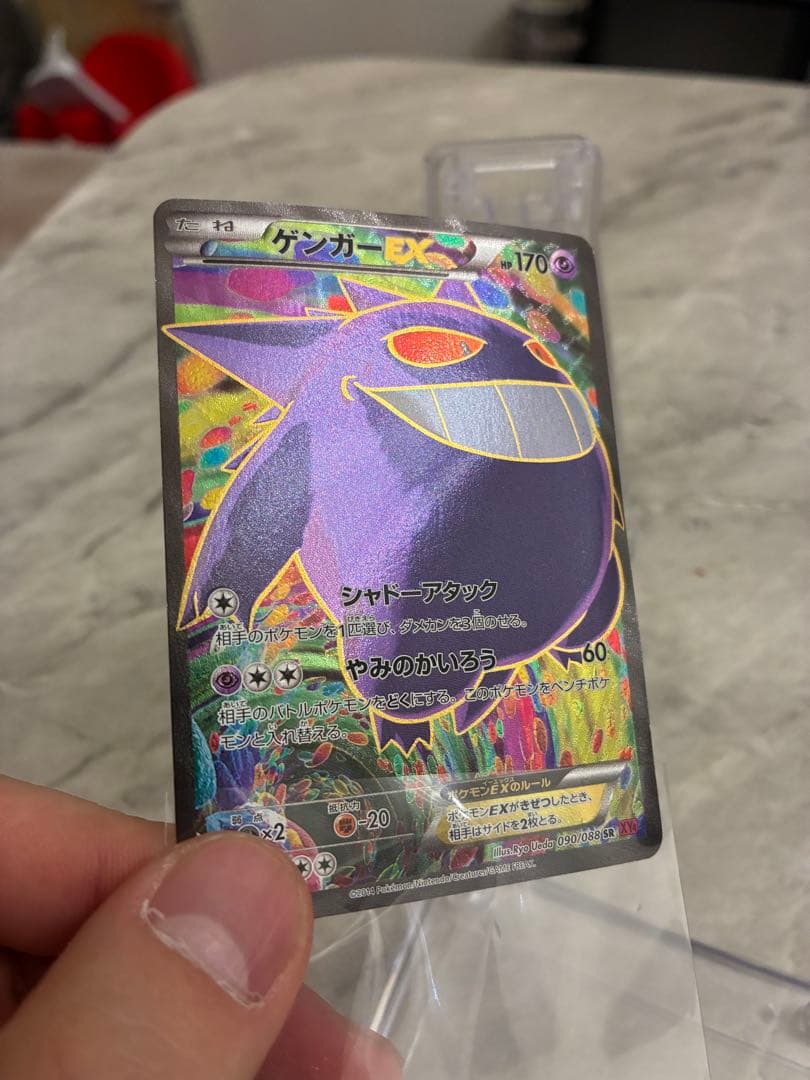 たね ゲンガーEX HP170
シャドーアタック
相手のポケモンを1匹選び、ダメカンを3個のせる。
やみのかいろう 60
相手のバトルポケモンをどくにする。このポケモンをベンチポケ
モンと入れ替える。
ポケモンEXのルール
弱点 ×2 抵抗力 -20
ポケモンEXがきぜつしたとき、
相手はサイドを2枚とる。
illus.Ryo Ueda 090/088 SR XY4
©2014 Pokémon/Nintendo/Creatures/GAME FREAK.